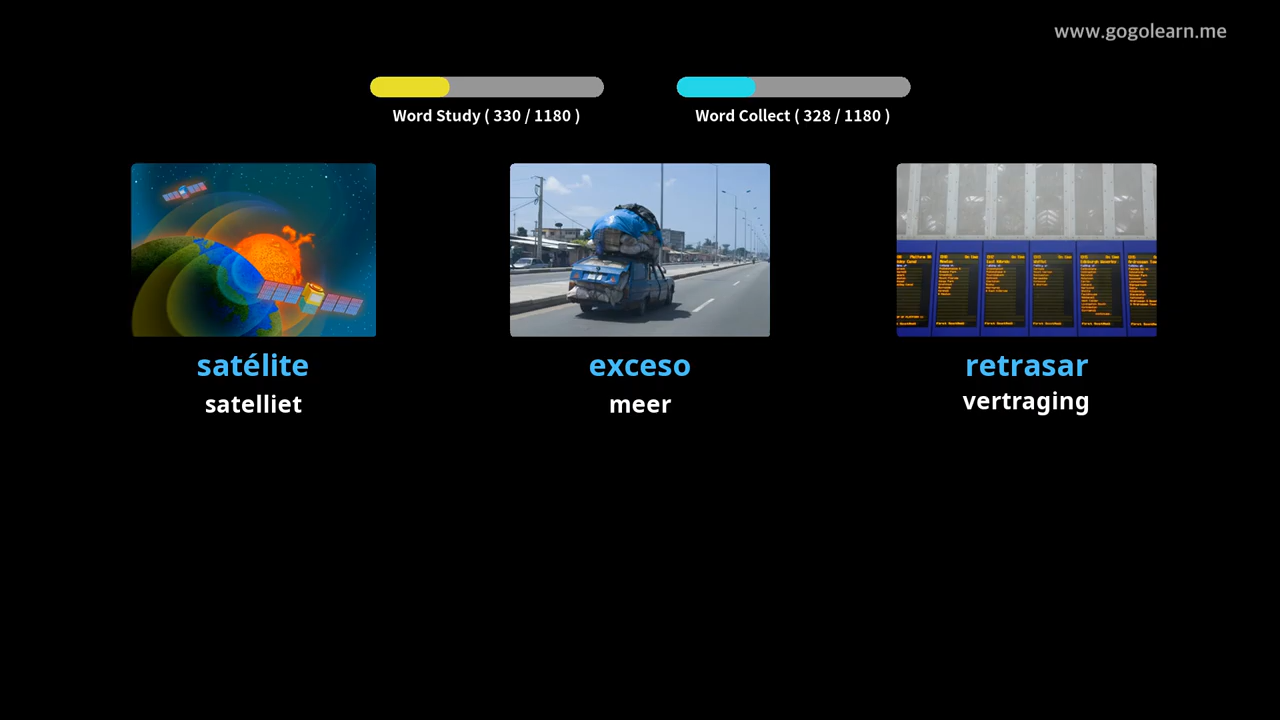 www.gogolearn.me
Word Study ( 330 / 1180 )
Word Collect ( 328 / 1180 )
satélite
satelliet
exceso
meer
retrasar
vertraging